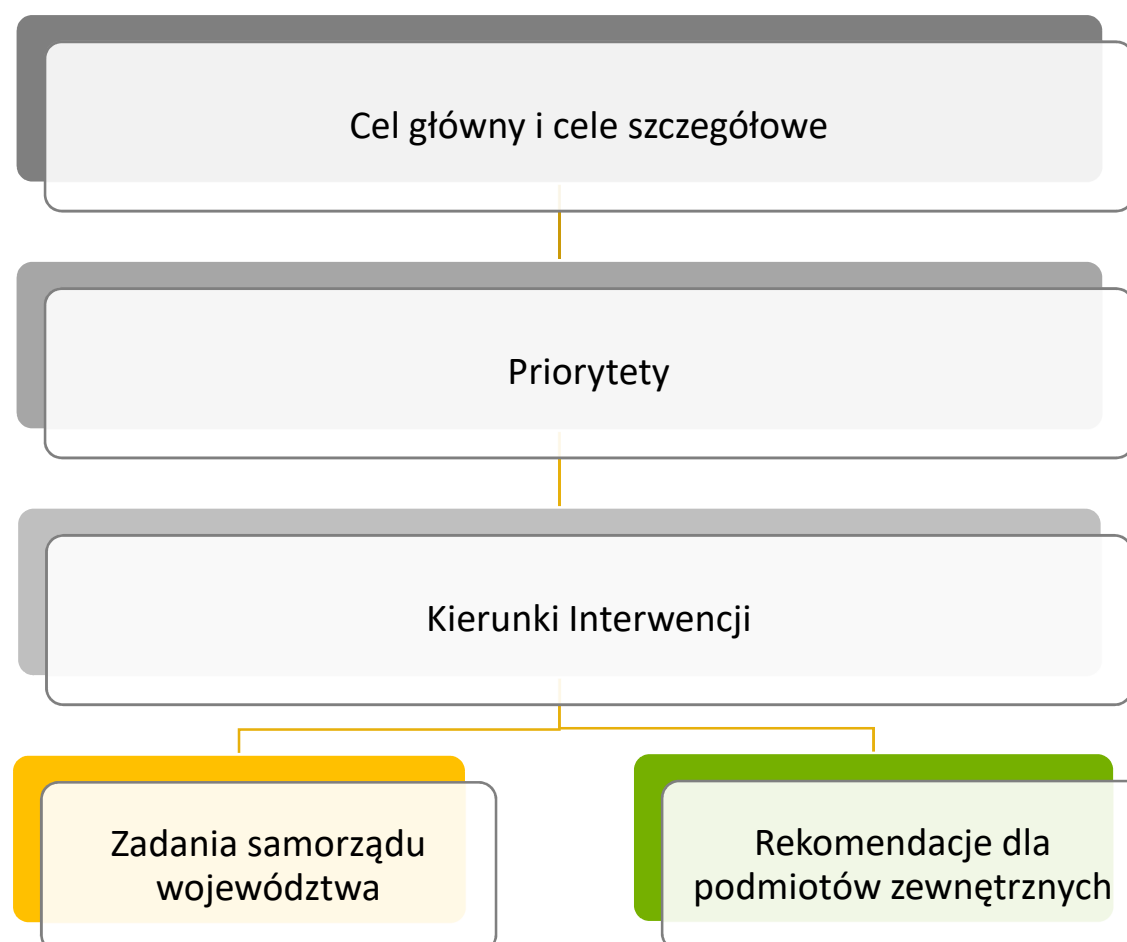 Cel główny i cele szczegółowe
Priorytety
Kierunki Interwencji
Zadania samorządu
województwa
Rekomendacje dla
podmiotów zewnętrznych